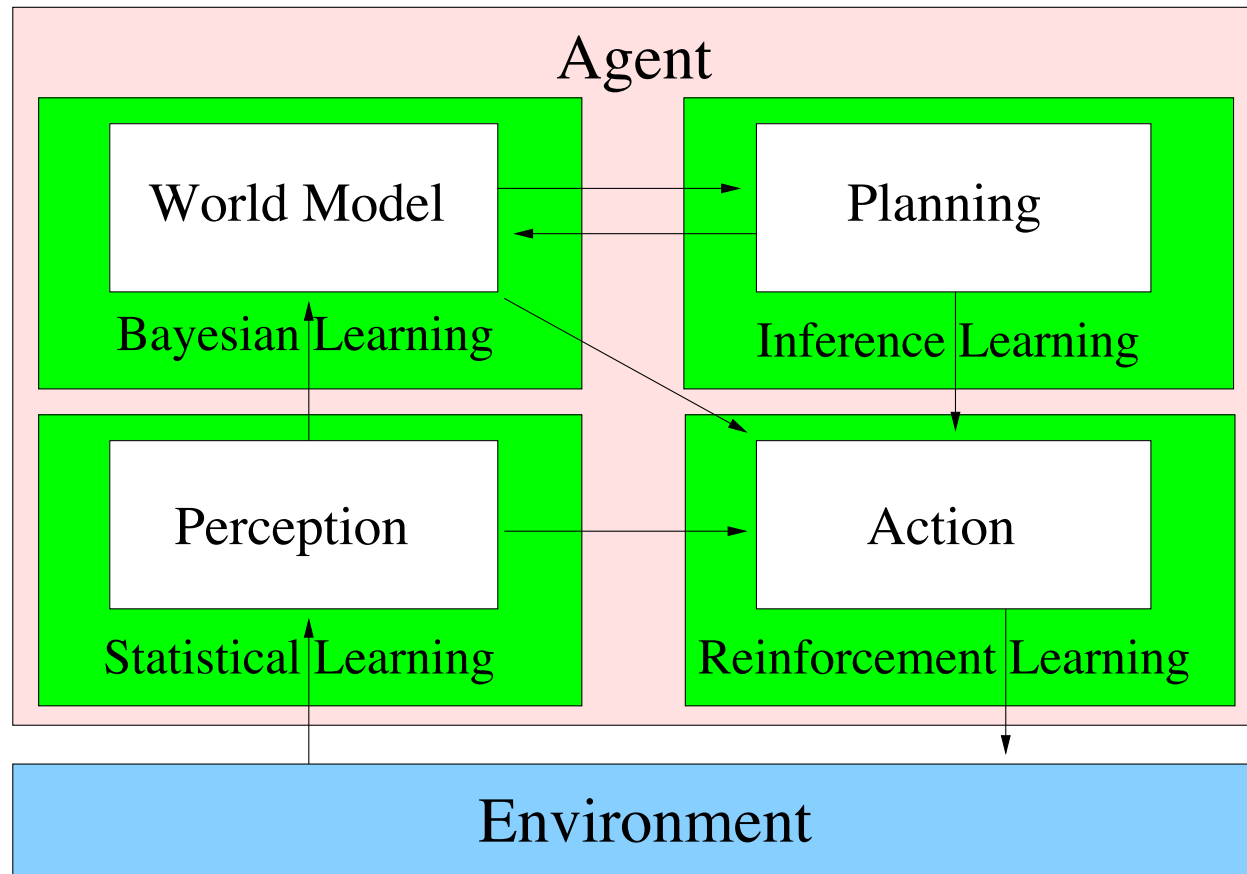 Agent
World Model
Planning
Bayesian Learning
Inference Learning
Perception
Action
Statistical Learning
Reinforcement Learning
Environment